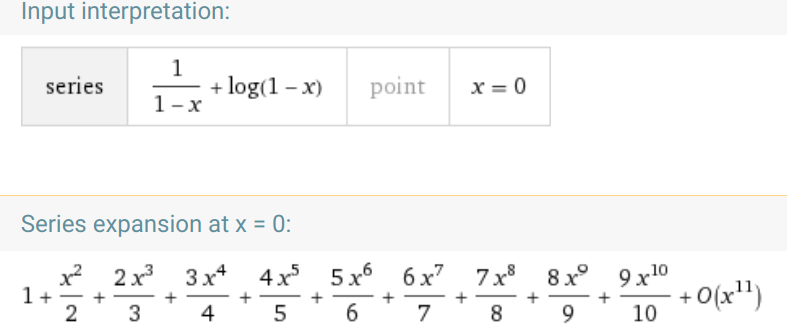 Input interpretation:
series $\frac{1}{1-x} + \log(1-x)$ point $x = 0$
Series expansion at x = 0:
$1 + \frac{x^2}{2} + \frac{2x^3}{3} + \frac{3x^4}{4} + \frac{4x^5}{5} + \frac{5x^6}{6} + \frac{6x^7}{7} + \frac{7x^8}{8} + \frac{8x^9}{9} + \frac{9x^{10}}{10} + O(x^{11})$